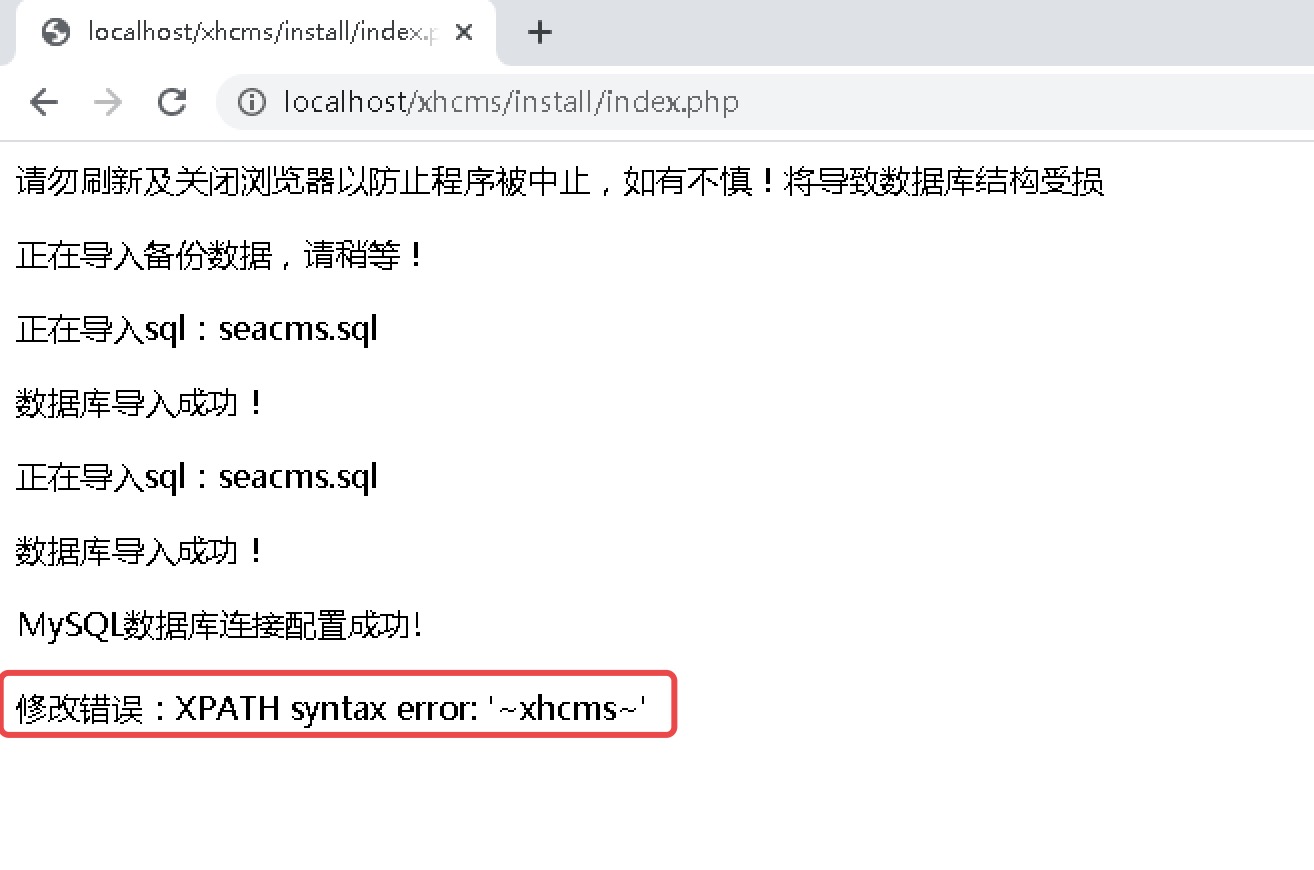 localhost/xhcms/install/index.p
localhost/xhcms/install/index.php
请勿刷新及关闭浏览器以防止程序被中止，如有不慎！将导致数据库结构受损
正在导入备份数据，请稍等！
正在导入sql：seacms.sql
数据库导入成功！
正在导入sql：seacms.sql
数据库导入成功！
MySQL数据库连接配置成功!
修改错误：XPATH syntax error: '~xhcms~'